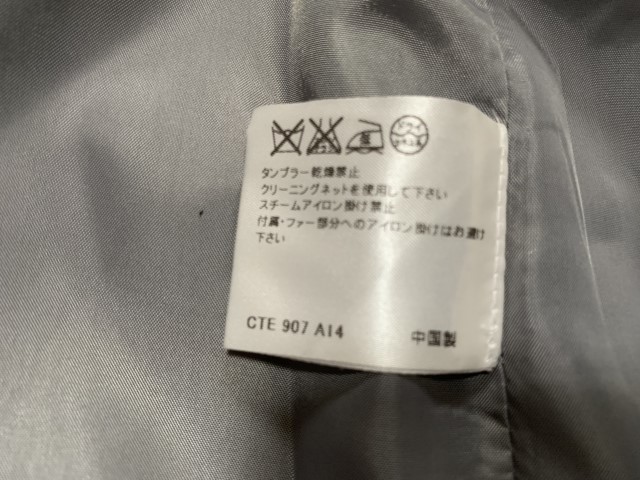 ドライ
タンブラー乾燥禁止
クリーニングネットを使用して下さい
スチームアイロン掛け禁止
付属・ファー部分へのアイロン掛けはお避け
下さい
CTE 907 A14
中国製